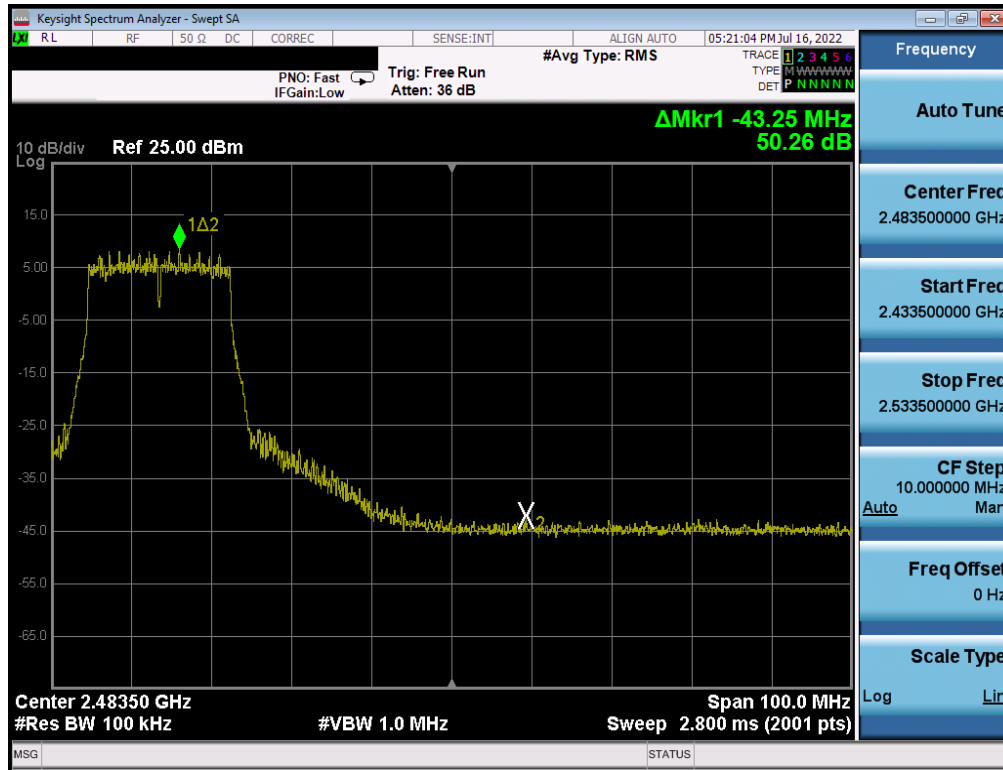 Keysight Spectrum Analyzer - Swept SA
LXI RL RF 50 Ω DC CORREC SENSE:INT ALIGN AUTO 05:21:04 PM Jul 16, 2022
PNO: Fast
IFGain:Low
Trig: Free Run
Atten: 36 dB
#Avg Type: RMS
TRACE 1 2 3 4 5 6
TYPE M W W W W W
DET P N N N N N
ΔMkr1 -43.25 MHz
50.26 dB
10 dB/div Ref 25.00 dBm
Log
15.0
5.00
-5.00
-15.0
-25.0
-35.0
-45.0
-55.0
-65.0
1Δ2
X2
Center 2.48350 GHz Span 100.0 MHz
#Res BW 100 kHz #VBW 1.0 MHz Sweep 2.800 ms (2001 pts)
MSG STATUS
Frequency
Auto Tune
Center Freq
2.483500000 GHz
Start Freq
2.433500000 GHz
Stop Freq
2.533500000 GHz
CF Step
10.000000 MHz
Auto Man
Freq Offset
0 Hz
Scale Type
Log Lin